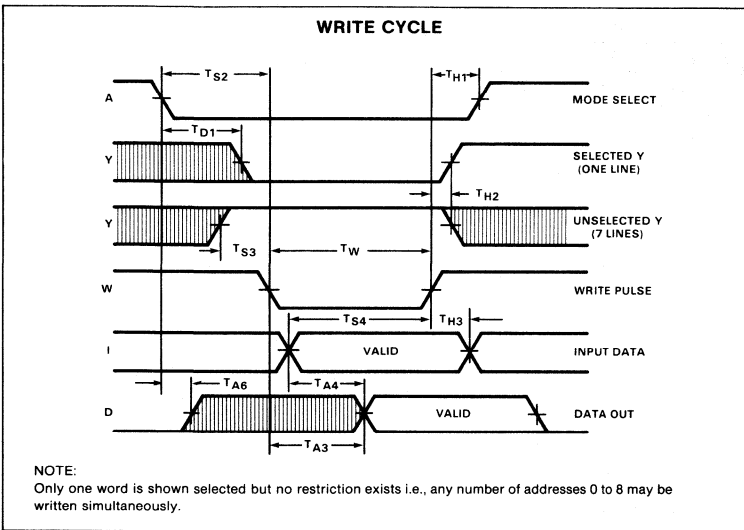 WRITE CYCLE
TS2
TH1
A
MODE SELECT
TD1
Y
SELECTED Y
(ONE LINE)
TH2
Y
UNSELECTED Y
(7 LINES)
TS3
TW
W
WRITE PULSE
TS4
TH3
I
VALID
INPUT DATA
TA6
TA4
D
VALID
DATA OUT
TA3
NOTE:
Only one word is shown selected but no restriction exists i.e., any number of addresses 0 to 8 may be
written simultaneously.